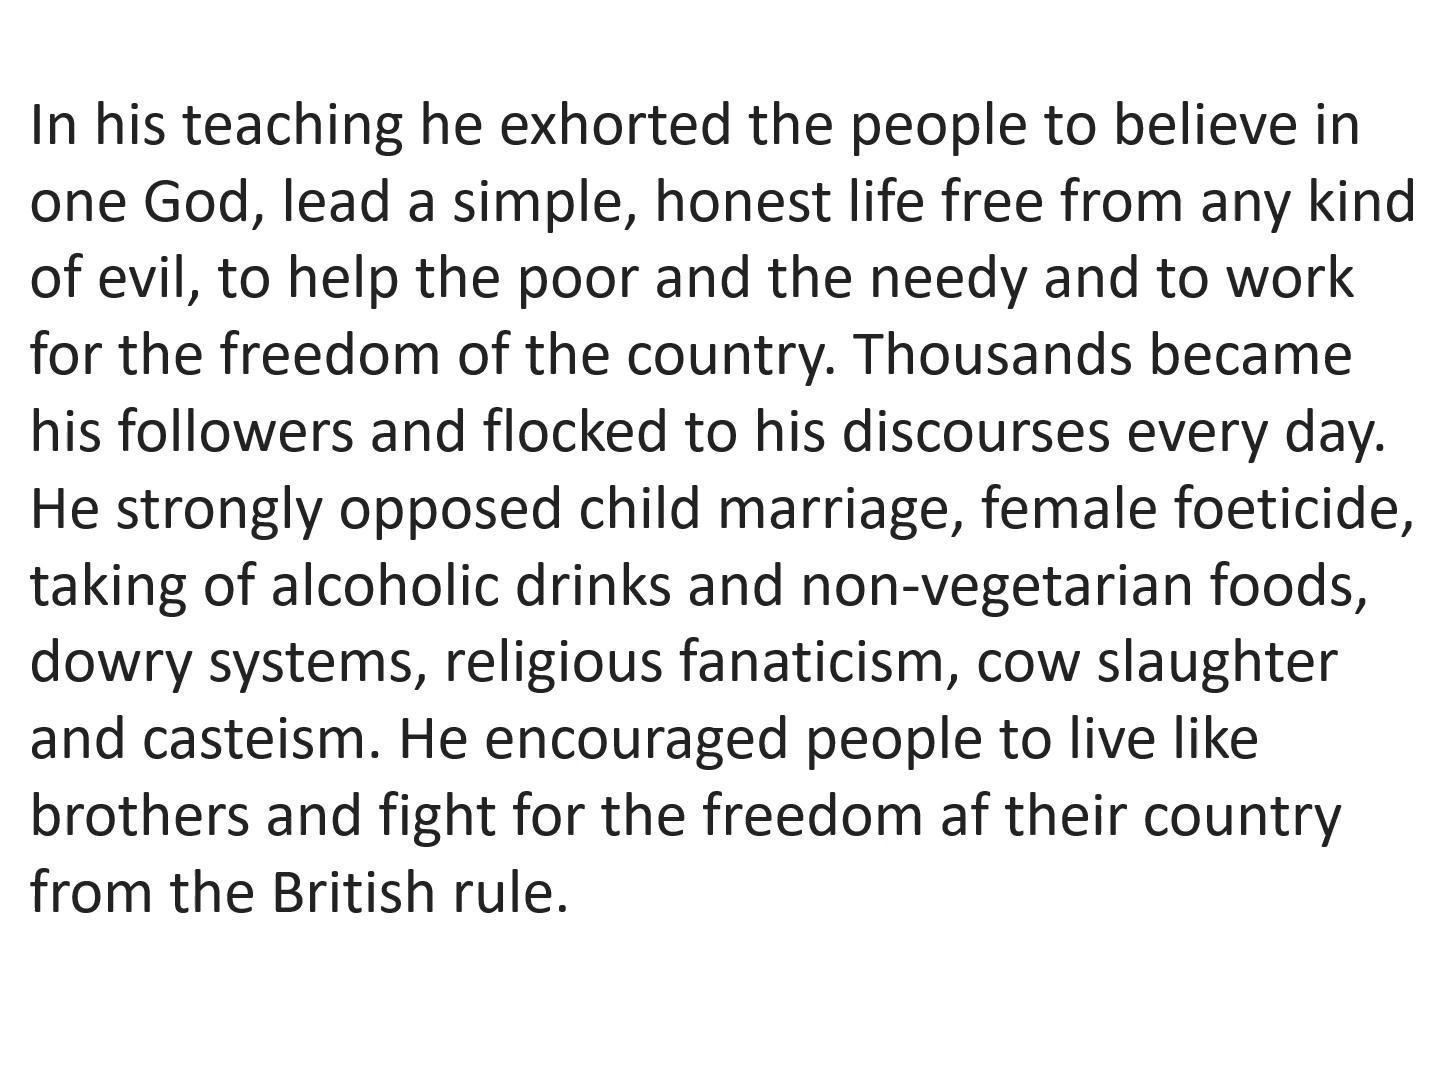 In his teaching he exhorted the people to believe in
one God, lead a simple, honest life free from any kind
of evil, to help the poor and the needy and to work
for the freedom of the country. Thousands became
his followers and flocked to his discourses every day.
He strongly opposed child marriage, female foeticide,
taking of alcoholic drinks and non-vegetarian foods,
dowry systems, religious fanaticism, cow slaughter
and casteism. He encouraged people to live like
brothers and fight for the freedom af their country
from the British rule.